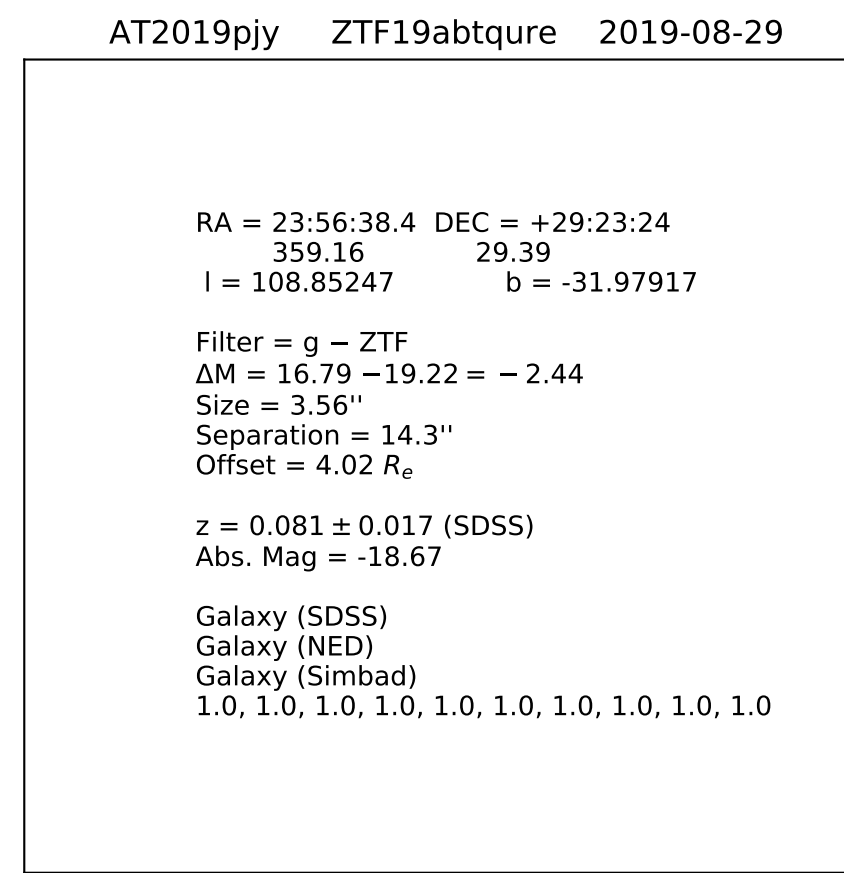 AT2019pjy ZTF19abtqure 2019-08-29
RA = 23:56:38.4 DEC = +29:23:24
359.16 29.39
l = 108.85247 b = -31.97917
Filter = g − ZTF
ΔM = 16.79 −19.22 = − 2.44
Size = 3.56''
Separation = 14.3''
Offset = 4.02 Rₑ
z = 0.081 ± 0.017 (SDSS)
Abs. Mag = -18.67
Galaxy (SDSS)
Galaxy (NED)
Galaxy (Simbad)
1.0, 1.0, 1.0, 1.0, 1.0, 1.0, 1.0, 1.0, 1.0, 1.0